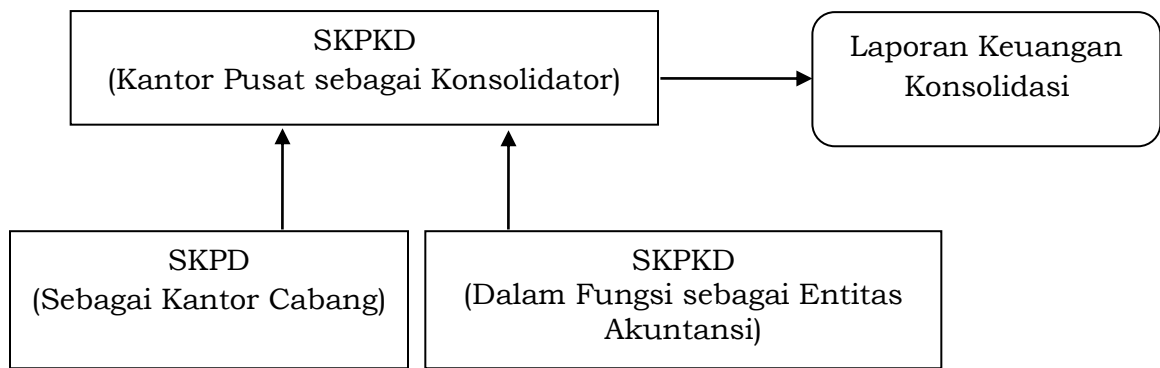 SKPKD
(Kantor Pusat sebagai Konsolidator)
Laporan Keuangan
Konsolidasi
SKPD
(Sebagai Kantor Cabang)
SKPKD
(Dalam Fungsi sebagai Entitas
Akuntansi)